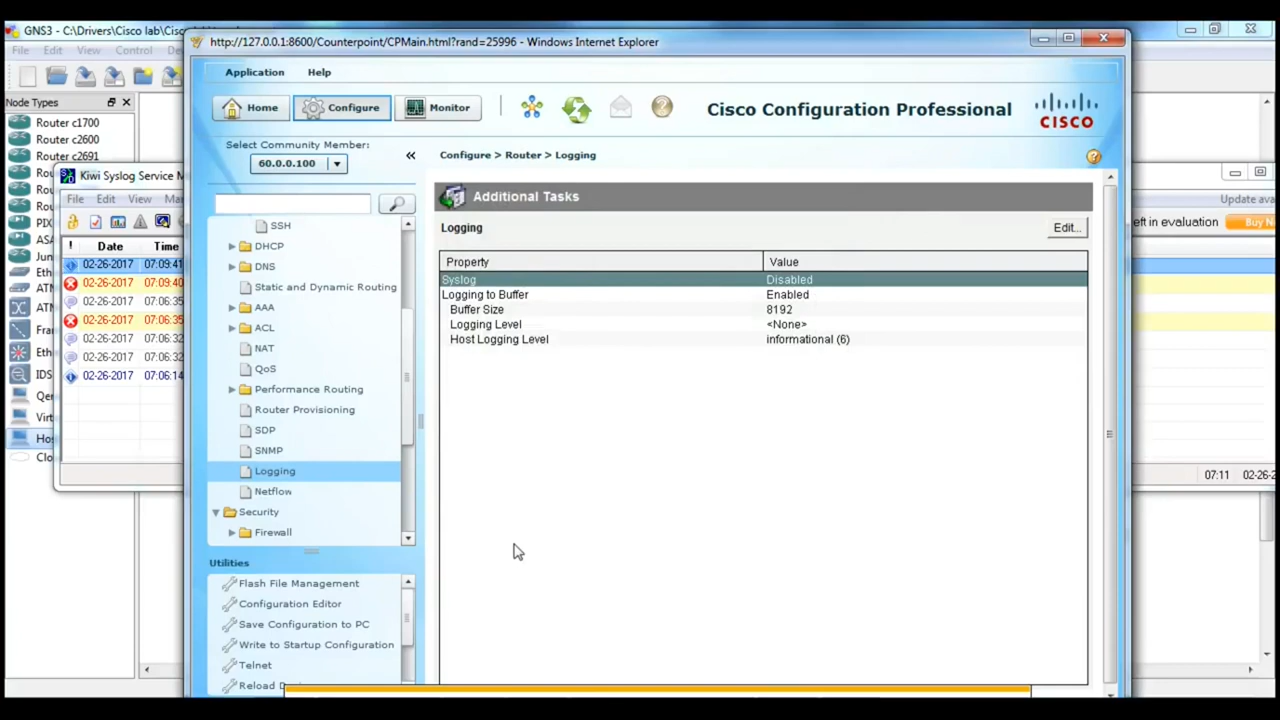 GNS3 - C:\Drivers\Cisco lab\Cisco
http://127.0.0.1:8600/Counterpoint/CPMain.html?rand=25996 - Windows Internet Explorer
File Edit View Control
Application Help
Node Types
Home Configure Monitor
Cisco Configuration Professional
CISCO
Router c1700
Router c2600
Router c2691
Select Community Member:
60.0.0.100
Configure > Router > Logging
Kiwi Syslog Service M
File Edit View
Update ava
eft in evaluation
Buy N
! Date Time
02-26-2017 07:09:41
02-26-2017 07:09:40
02-26-2017 07:06:35
02-26-2017 07:06:35
02-26-2017 07:06:32
02-26-2017 07:06:32
02-26-2017 07:06:14
Additional Tasks
Logging
Edit...
Property Value
Syslog Disabled
Logging to Buffer Enabled
Buffer Size 8192
Logging Level <None>
Host Logging Level informational (6)
SSH
DHCP
DNS
Static and Dynamic Routing
AAA
ACL
NAT
QoS
Performance Routing
Router Provisioning
SDP
SNMP
Logging
Netflow
Security
Firewall
Utilities
Flash File Management
Configuration Editor
Save Configuration to PC
Write to Startup Configuration
Telnet
Reload D
07:11 02-26-2